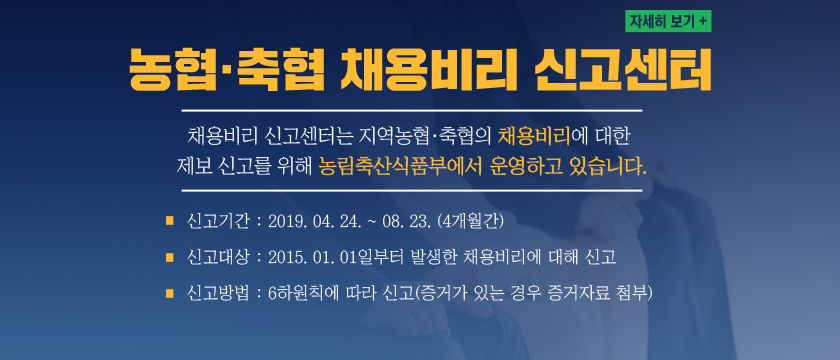 자세히 보기 +
농협·축협 채용비리 신고센터
채용비리 신고센터는 지역농협·축협의 채용비리에 대한
제보 신고를 위해 농림축산식품부에서 운영하고 있습니다.
신고기간 : 2019. 04. 24. ~ 08. 23. (4개월간)
신고대상 : 2015. 01. 01일부터 발생한 채용비리에 대해 신고
신고방법 : 6하원칙에 따라 신고(증거가 있는 경우 증거자료 첨부)